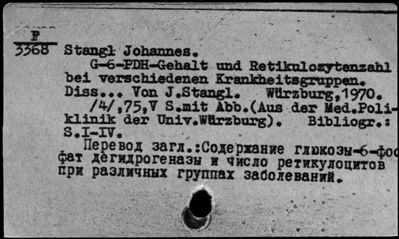 F
3368
Stangl Johannes.
G-6-PDH-Gehalt und Retikulozytenzahl
bei verschiedenen Krankheitsgruppen.
Diss... Von J.Stangl. Würzburg,1970.
/4/,75,V S.mit Abb.(Aus der Med.Poli-
klinik der Univ.Würzburg). Bibliogr.:
S.I-IV.
Перевод загл.:Содержание глюкозы-6-фос
фат дегидрогеназы и число ретикулоцитов
при различных группах заболеваний.